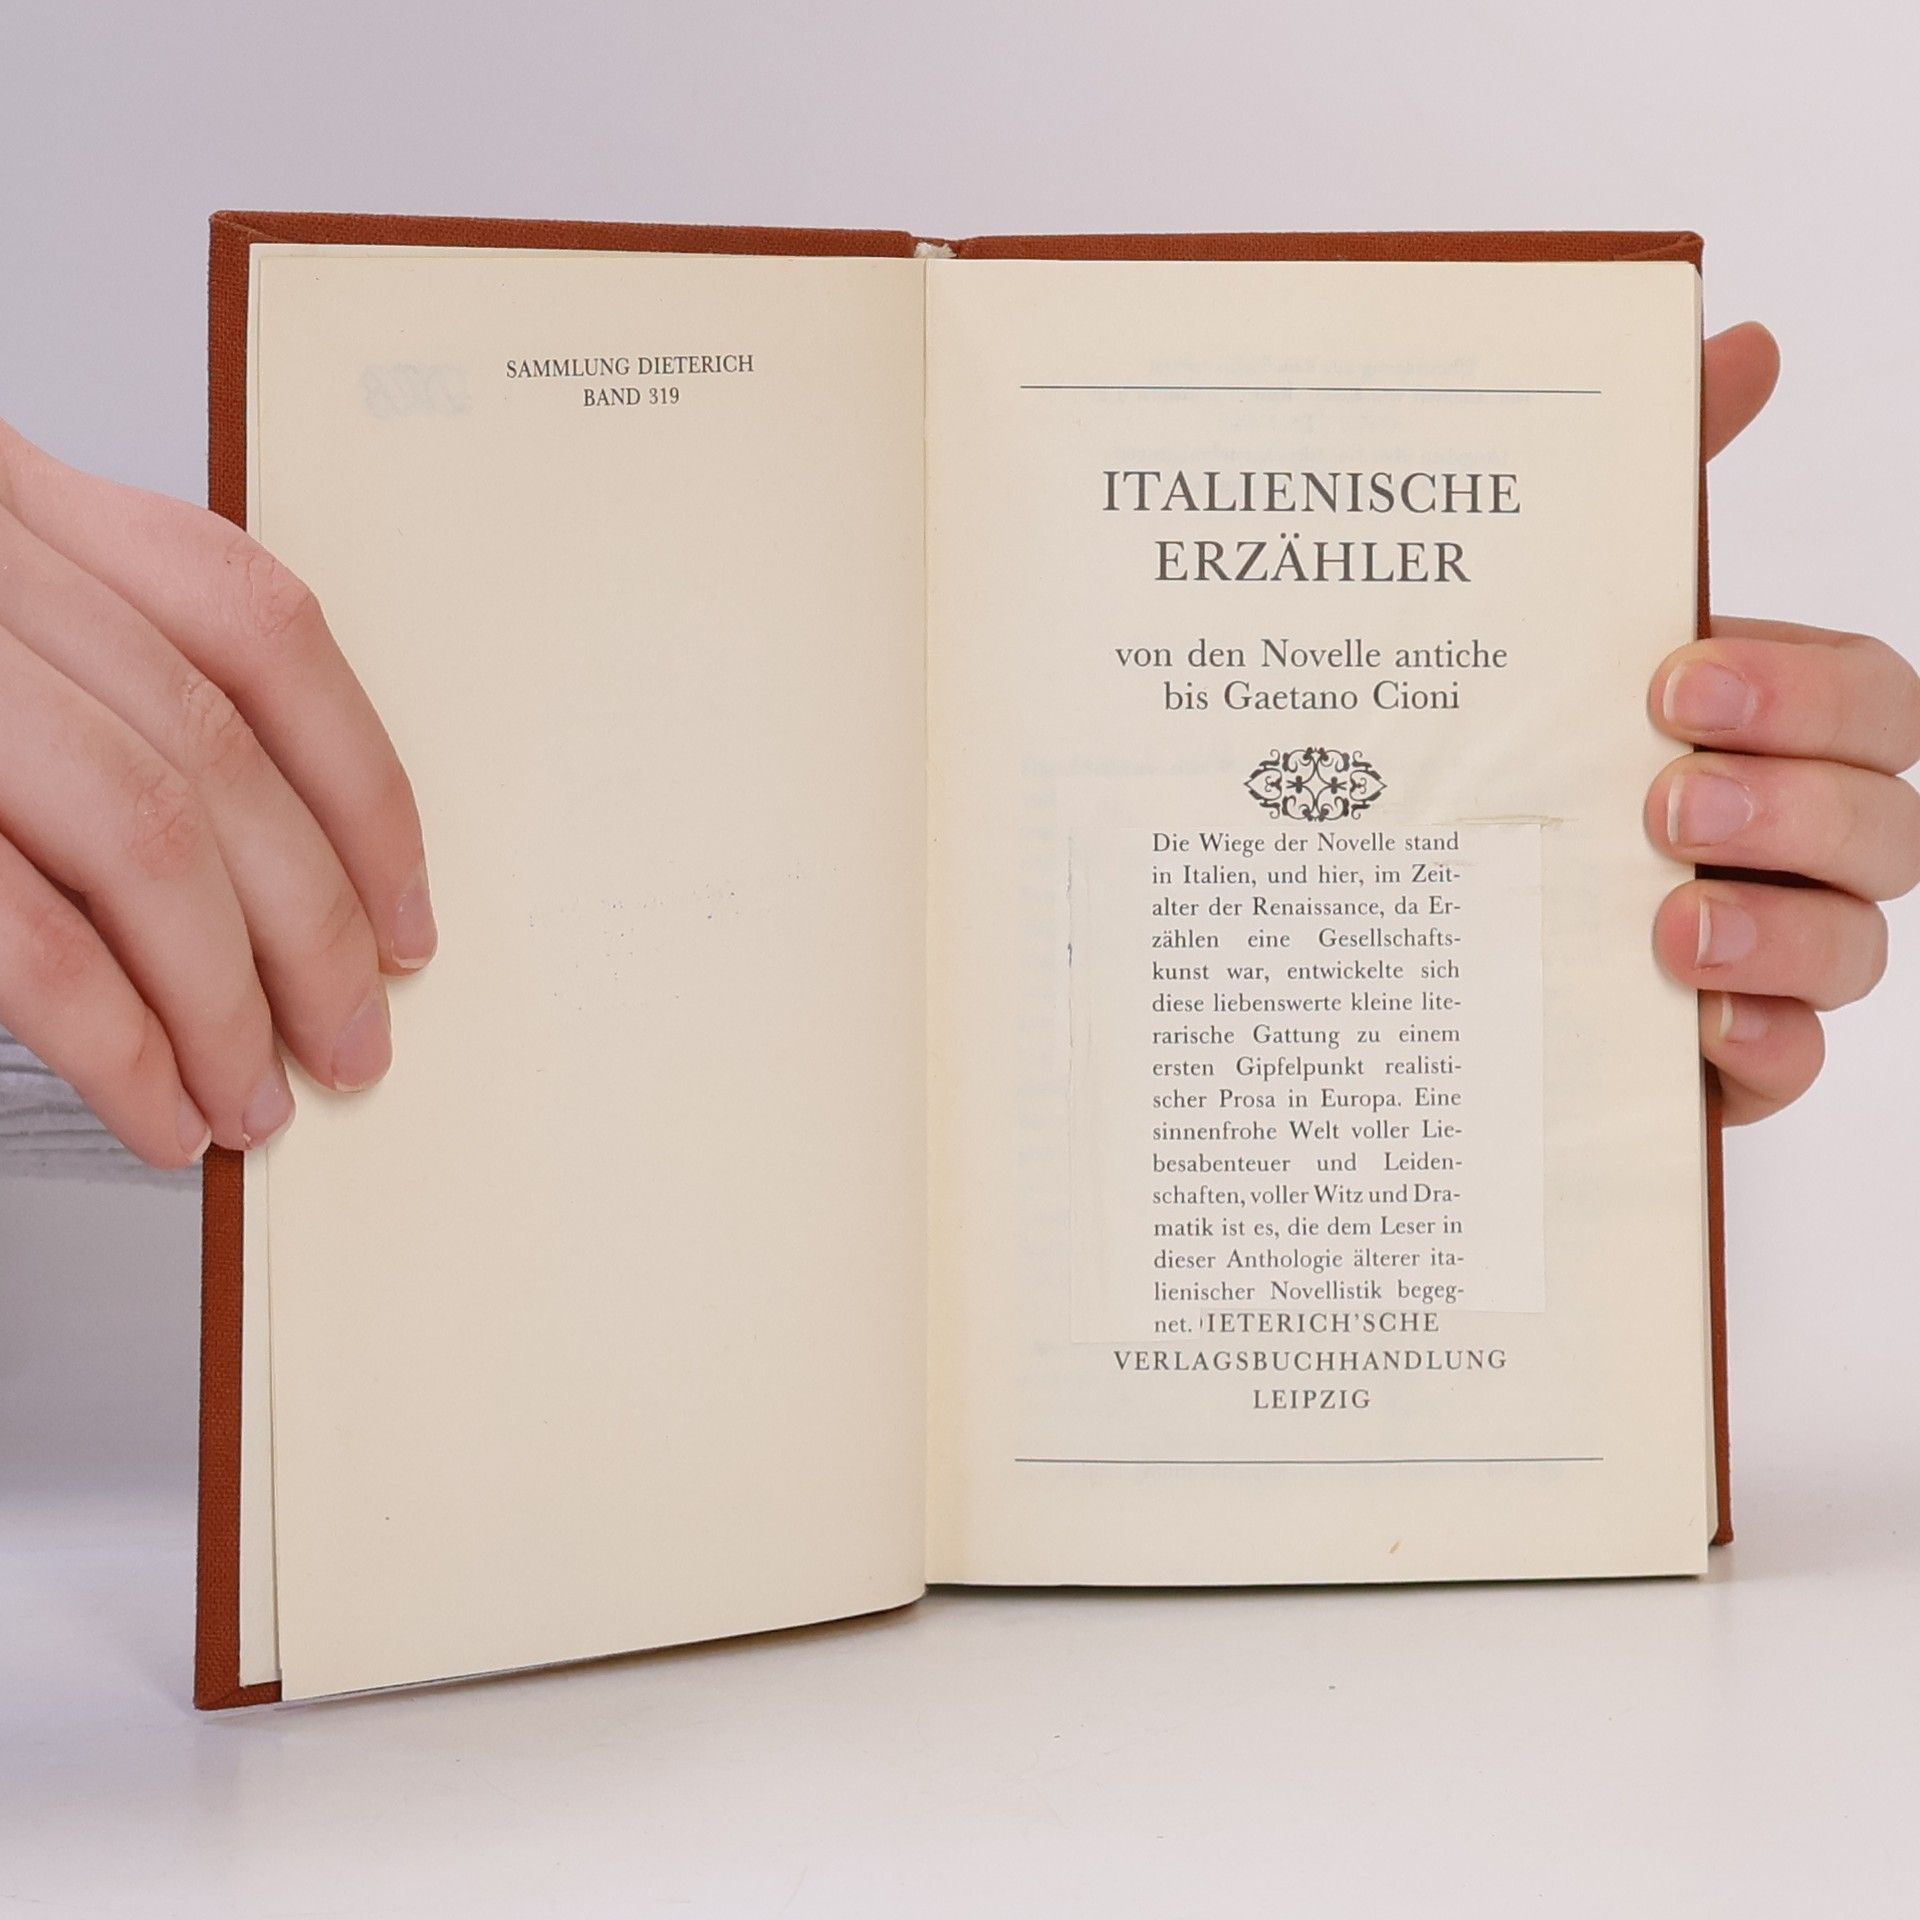 SAMMLUNG DIETERICH
BAND 319
ITALIENISCHE
ERZÄHLER
von den Novelle antiche
bis Gaetano Cioni
Die Wiege der Novelle stand
in Italien, und hier, im Zeit-
alter der Renaissance, da Er-
zählen eine Gesellschafts-
kunst war, entwickelte sich
diese liebenswerte kleine lite-
rarische Gattung zu einem
ersten Gipfelpunkt realisti-
scher Prosa in Europa. Eine
sinnenfrohe Welt voller Lie-
besabenteuer und Leiden-
schaften, voller Witz und Dra-
matik ist es, die dem Leser in
dieser Anthologie älterer ita-
lienischer Novellistik begeg-
net.
IETERICH'SCHE
VERLAGSBUCHHANDLUNG
LEIPZIG